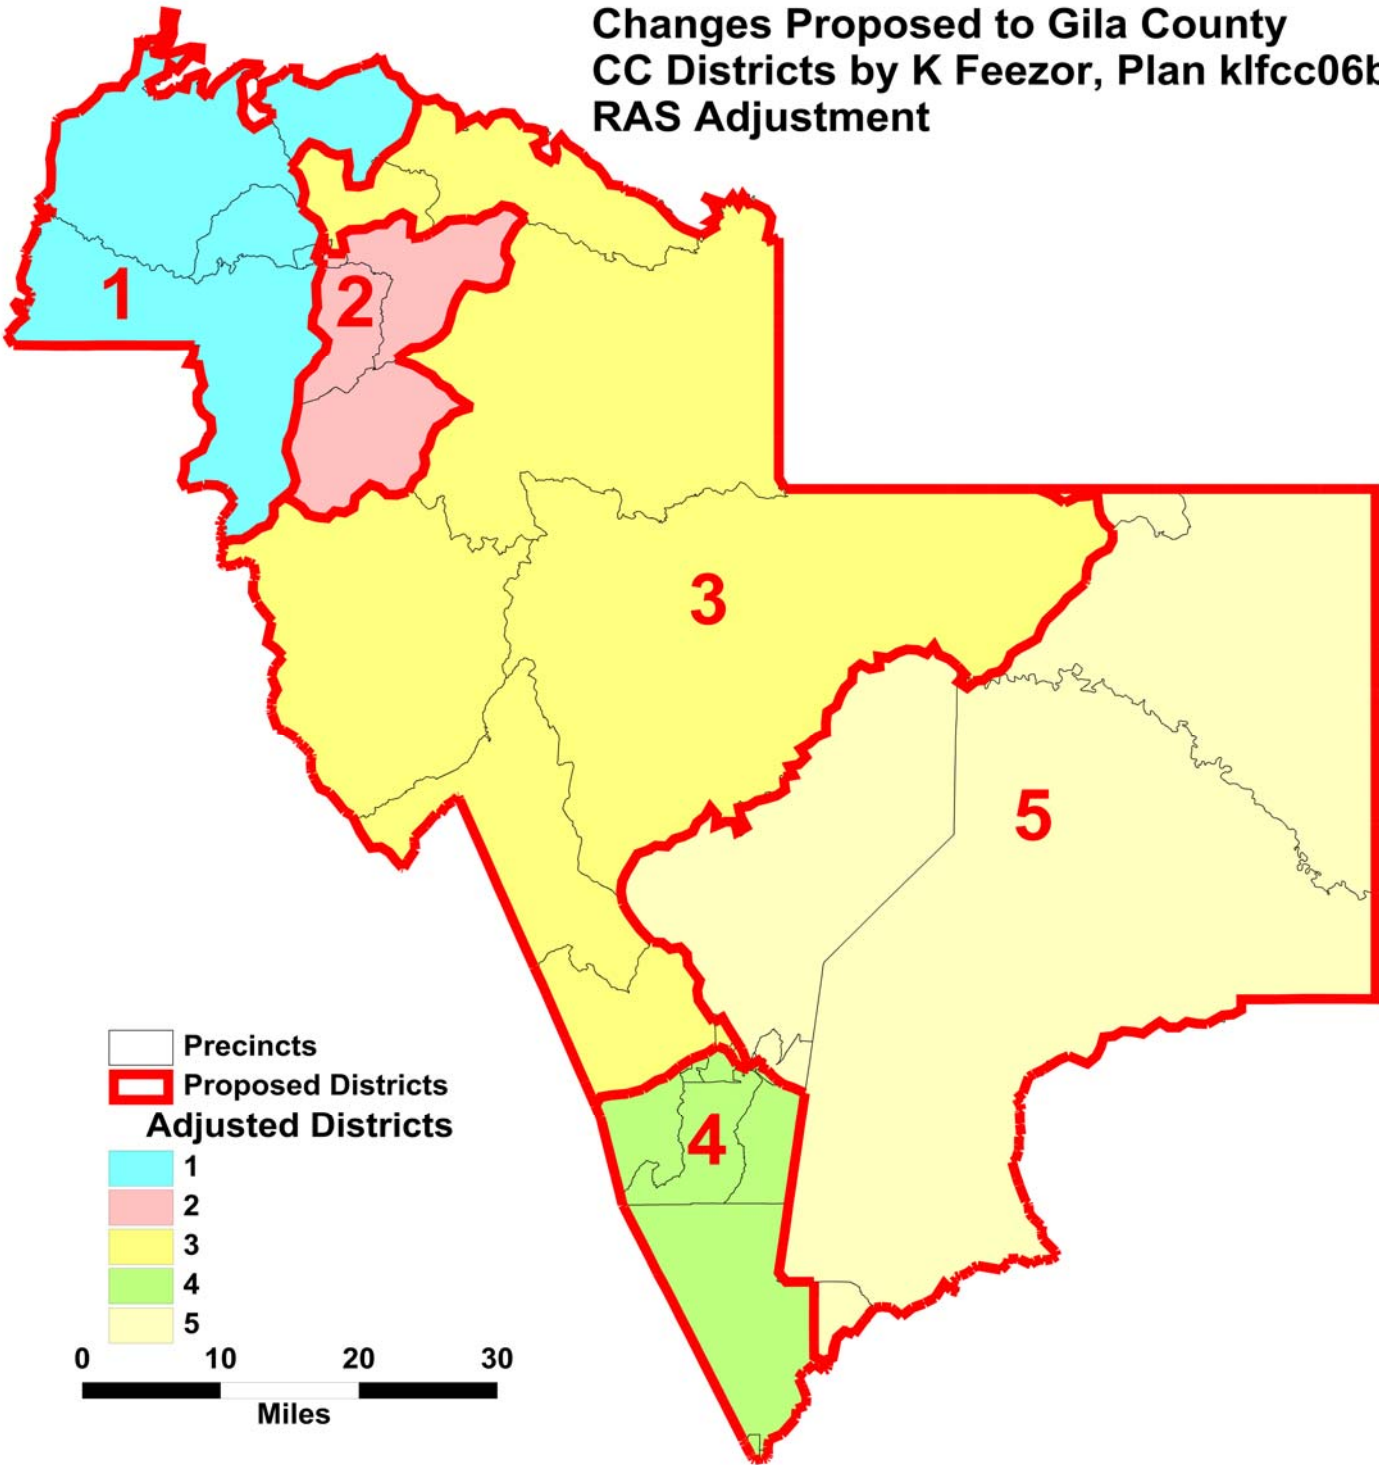 Changes Proposed to Gila County
CC Districts by K Feezor, Plan klfcc06b
RAS Adjustment
1
2
3
5
4
Precincts
Proposed Districts
Adjusted Districts
1
2
3
4
5
0 10 20 30
Miles